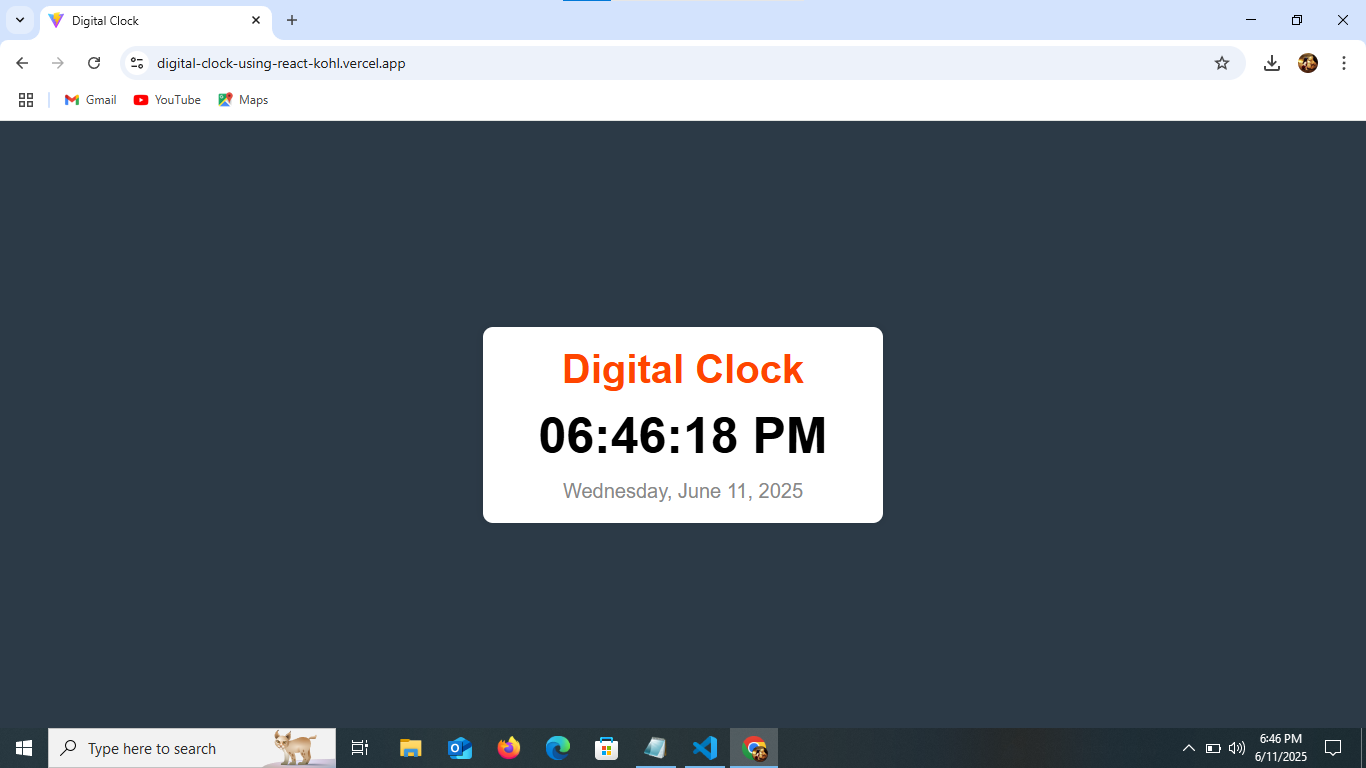 Digital Clock
digital-clock-using-react-kohl.vercel.app
Gmail YouTube Maps
Digital Clock
06:46:18 PM
Wednesday, June 11, 2025
Type here to search
6:46 PM
6/11/2025